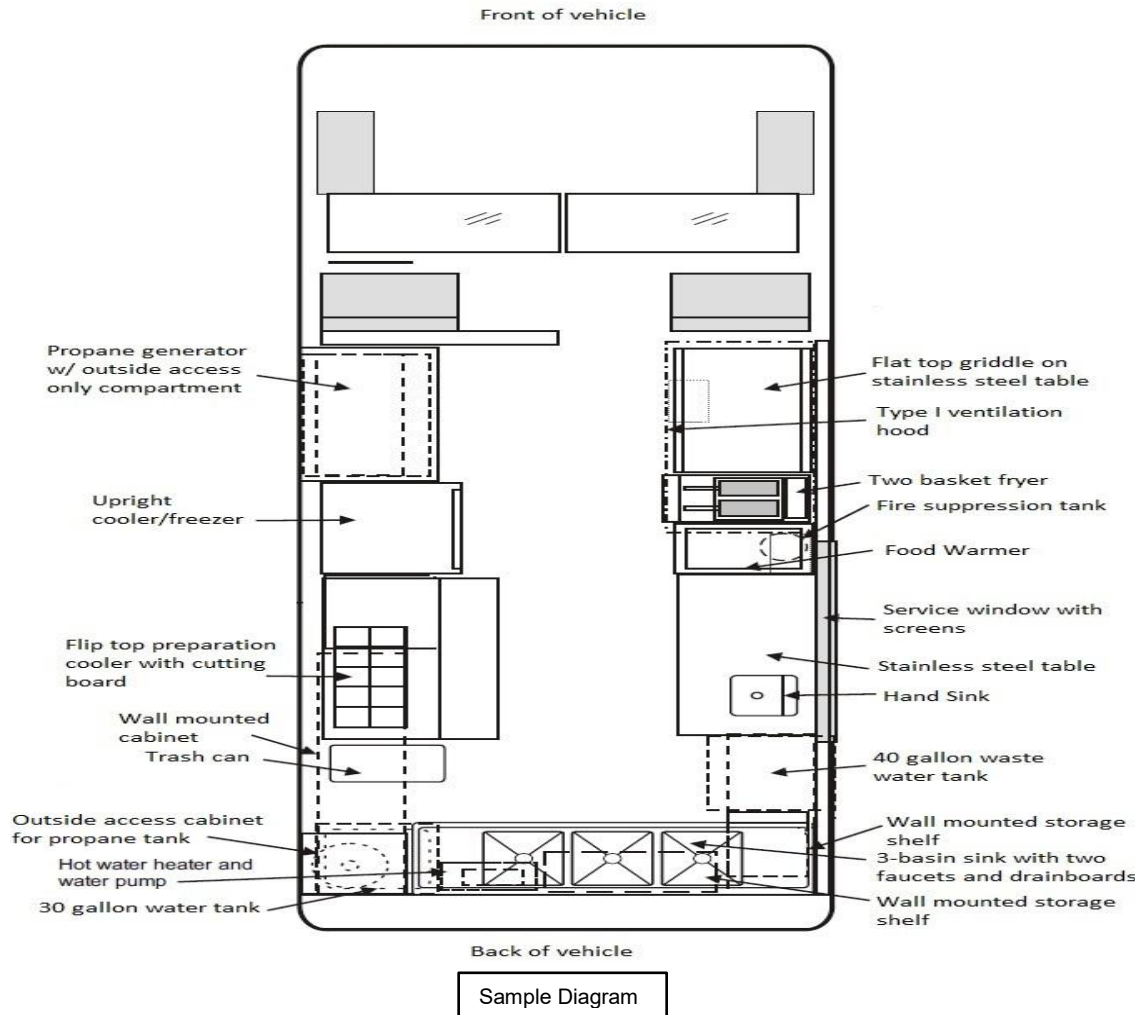 Front of vehicle
Propane generator
w/ outside access
only compartment
Upright
cooler/freezer
Flip top preparation
cooler with cutting
board
Wall mounted
cabinet
Trash can
Outside access cabinet
for propane tank
Hot water heater and
water pump
30 gallon water tank
Flat top griddle on
stainless steel table
Type I ventilation
hood
Two basket fryer
Fire suppression tank
Food Warmer
Service window with
screens
Stainless steel table
Hand Sink
40 gallon waste
water tank
Wall mounted storage
shelf
3-basin sink with two
faucets and drainboards
Wall mounted storage
shelf
Back of vehicle
Sample Diagram